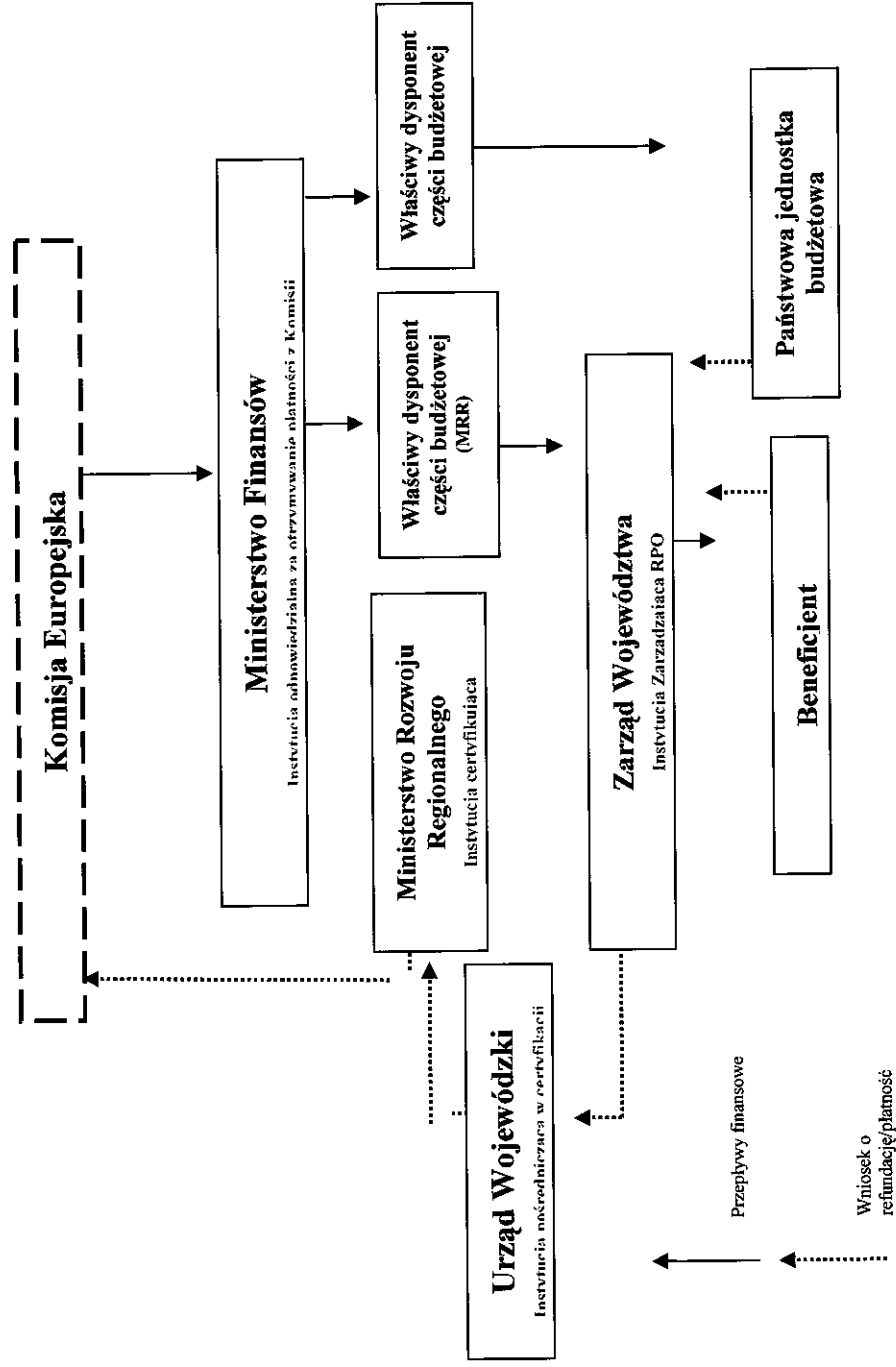 Komisja Europejska
Ministerstwo Finansów
Instytucja odpowiedzialna za otrzymywanie płatności z Komisji
Ministerstwo Rozwoju
Regionalnego
Instytucja certyfikująca
Właściwy dysponent
części budżetowej
(MRR)
Właściwy dysponent
części budżetowej
Urząd Wojewódzki
Instytucja pośrednicząca w certyfikacji
Zarząd Województwa
Instytucja Zarządzająca RPO
Beneficjent
Państwowa jednostka
budżetowa
Przepływy finansowe
Wniosek o
refundację/płatność